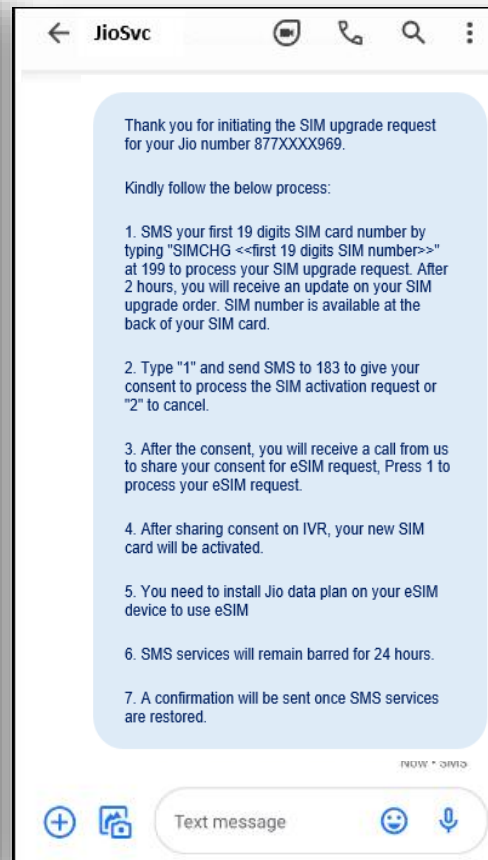 JioSvc
Thank you for initiating the SIM upgrade request
for your Jio number 877XXXX969.
Kindly follow the below process:
1. SMS your first 19 digits SIM card number by
typing "SIMCHG <<first 19 digits SIM number>>"
at 199 to process your SIM upgrade request. After
2 hours, you will receive an update on your SIM
upgrade order. SIM number is available at the
back of your SIM card.
2. Type "1" and send SMS to 183 to give your
consent to process the SIM activation request or
"2" to cancel.
3. After the consent, you will receive a call from us
to share your consent for eSIM request, Press 1 to
process your eSIM request.
4. After sharing consent on IVR, your new SIM
card will be activated.
5. You need to install Jio data plan on your eSIM
device to use eSIM
6. SMS services will remain barred for 24 hours.
7. A confirmation will be sent once SMS services
are restored.
Now • SMS
Text message